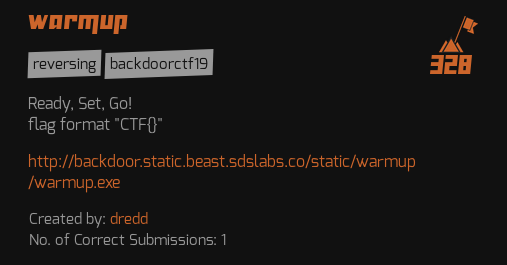 warmup
reversing backdoorctf19
328
Ready, Set, Go!
flag format "CTF{}"
http://backdoor.static.beast.sdslabs.co/static/warmup
/warmup.exe
Created by: dredd
No. of Correct Submissions: 1